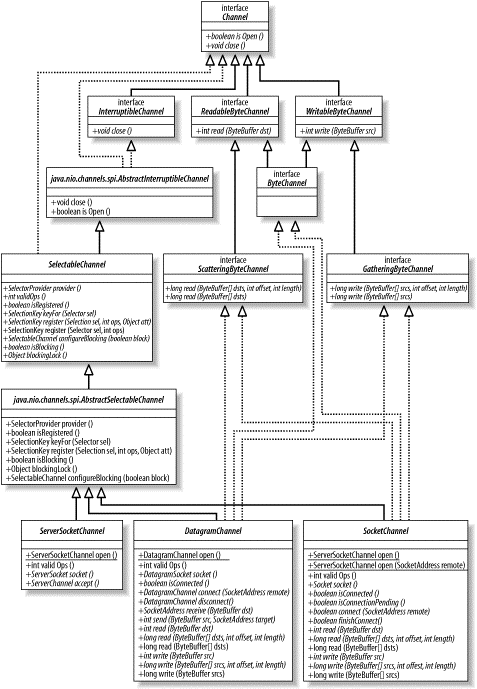 interface
Channel
+boolean is Open ()
+void close ()
interface
InterruptibleChannel
+void close ()
interface
ReadableByteChannel
+int read (ByteBuffer dst)
interface
WritableByteChannel
+int write (ByteBuffer src)
java.nio.channels.spi.AbstractInterruptibleChannel
+void close ()
+boolean is Open ()
interface
ByteChannel
SelectableChannel
+SelectorProvider provider ()
+int validOps ()
+boolean isRegistered ()
+SelectionKey keyFor (Selector sel)
+SelectionKey register (Selection sel, int ops, Object att)
+SelectionKey register (Selector sel, int ops)
+SelectableChannel configureBlocking (boolean block)
+boolean isBlocking ()
+Object blockingLock ()
interface
ScatteringByteChannel
+long read (ByteBuffer[] dsts, int offset, int length)
+long read (ByteBuffer[] dsts)
interface
GatheringByteChannel
+long write (ByteBuffer[] srcs, int offset, int length)
+long write (ByteBuffer[] srcs)
java.nio.channels.spi.AbstractSelectableChannel
+SelectorProvider provider ()
+boolean isRegistered ()
+SelectionKey keyFor (Selector sel)
+SelectionKey register (Selection sel, int ops, Object att)
+boolean isBlocking ()
+Object blockingLock ()
+SelectableChannel configureBlocking (boolean block)
ServerSocketChannel
+ServerSocketChannel open ()
+int valid Ops ()
+ServerSocket socket ()
+ServerChannel accept ()
DatagramChannel
+DatagramChannel open ()
+int valid Ops ()
+DatagramSocket socket ()
+boolean isConnected ()
+DatagramChannel connect (SocketAddress remote)
+DatagramChannel disconnect()
+SocketAddress receive (ByteBuffer dst)
+int send (ByteBuffer src, SocketAddress target)
+int read (ByteBuffer dst)
+long read (ByteBuffer[] dsts, int offset, int length)
+long read (ByteBuffer[] dsts)
+int write (ByteBuffer src)
+long write (ByteBuffer[] srcs, int offset, int length)
+long write (ByteBuffer[] srcs)
SocketChannel
+ServerSocketChannel open ()
+ServerSocketChannel open (SocketAddress remote)
+int valid Ops ()
+Socket socket ()
+boolean isConnected ()
+boolean isConnectionPending ()
+boolean connect (SocketAddress remote)
+boolean finishConnect ()
+int read (ByteBuffer dst)
+long read (ByteBuffer[] dsts, int offset, int length)
+long read (ByteBuffer[] dsts)
+int write (ByteBuffer src)
+long write (ByteBuffer[] srcs, int offest, int length)
+long write (ByteBuffer[] srcs)